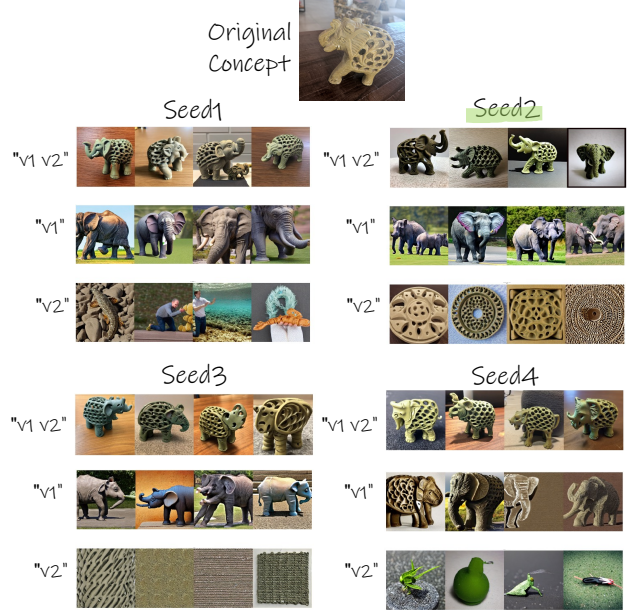 Original
Concept
Seed1
Seed2
"v1 v2"
"v1 v2"
"v1"
"v1"
"v2"
"v2"
Seed3
Seed4
"v1 v2"
"v1 v2"
"v1"
"v1"
"v2"
"v2"